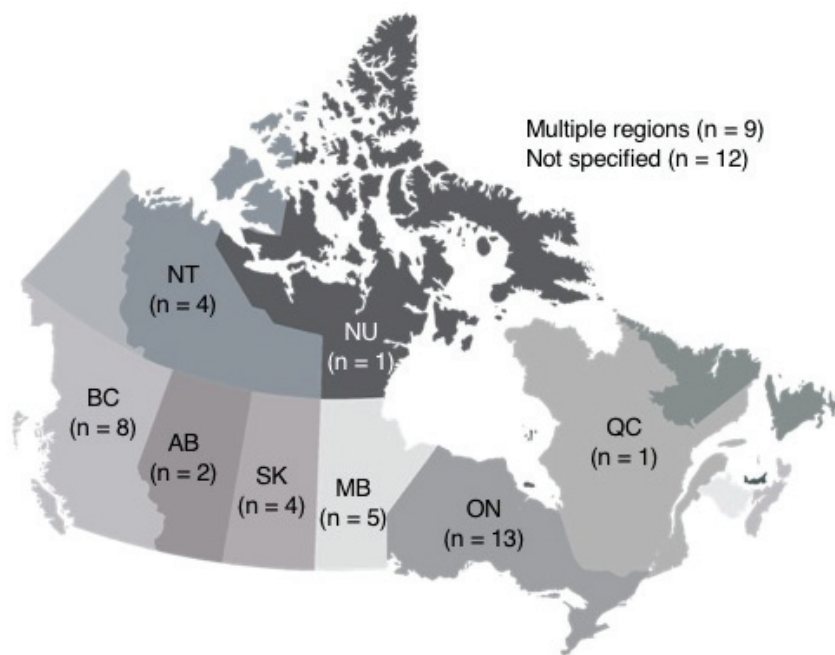 Multiple regions (n = 9)
Not specified (n = 12)
NT
(n = 4)
NU
(n = 1)
BC
(n = 8)
AB
(n = 2)
SK
(n = 4)
MB
(n = 5)
ON
(n = 13)
QC
(n = 1)